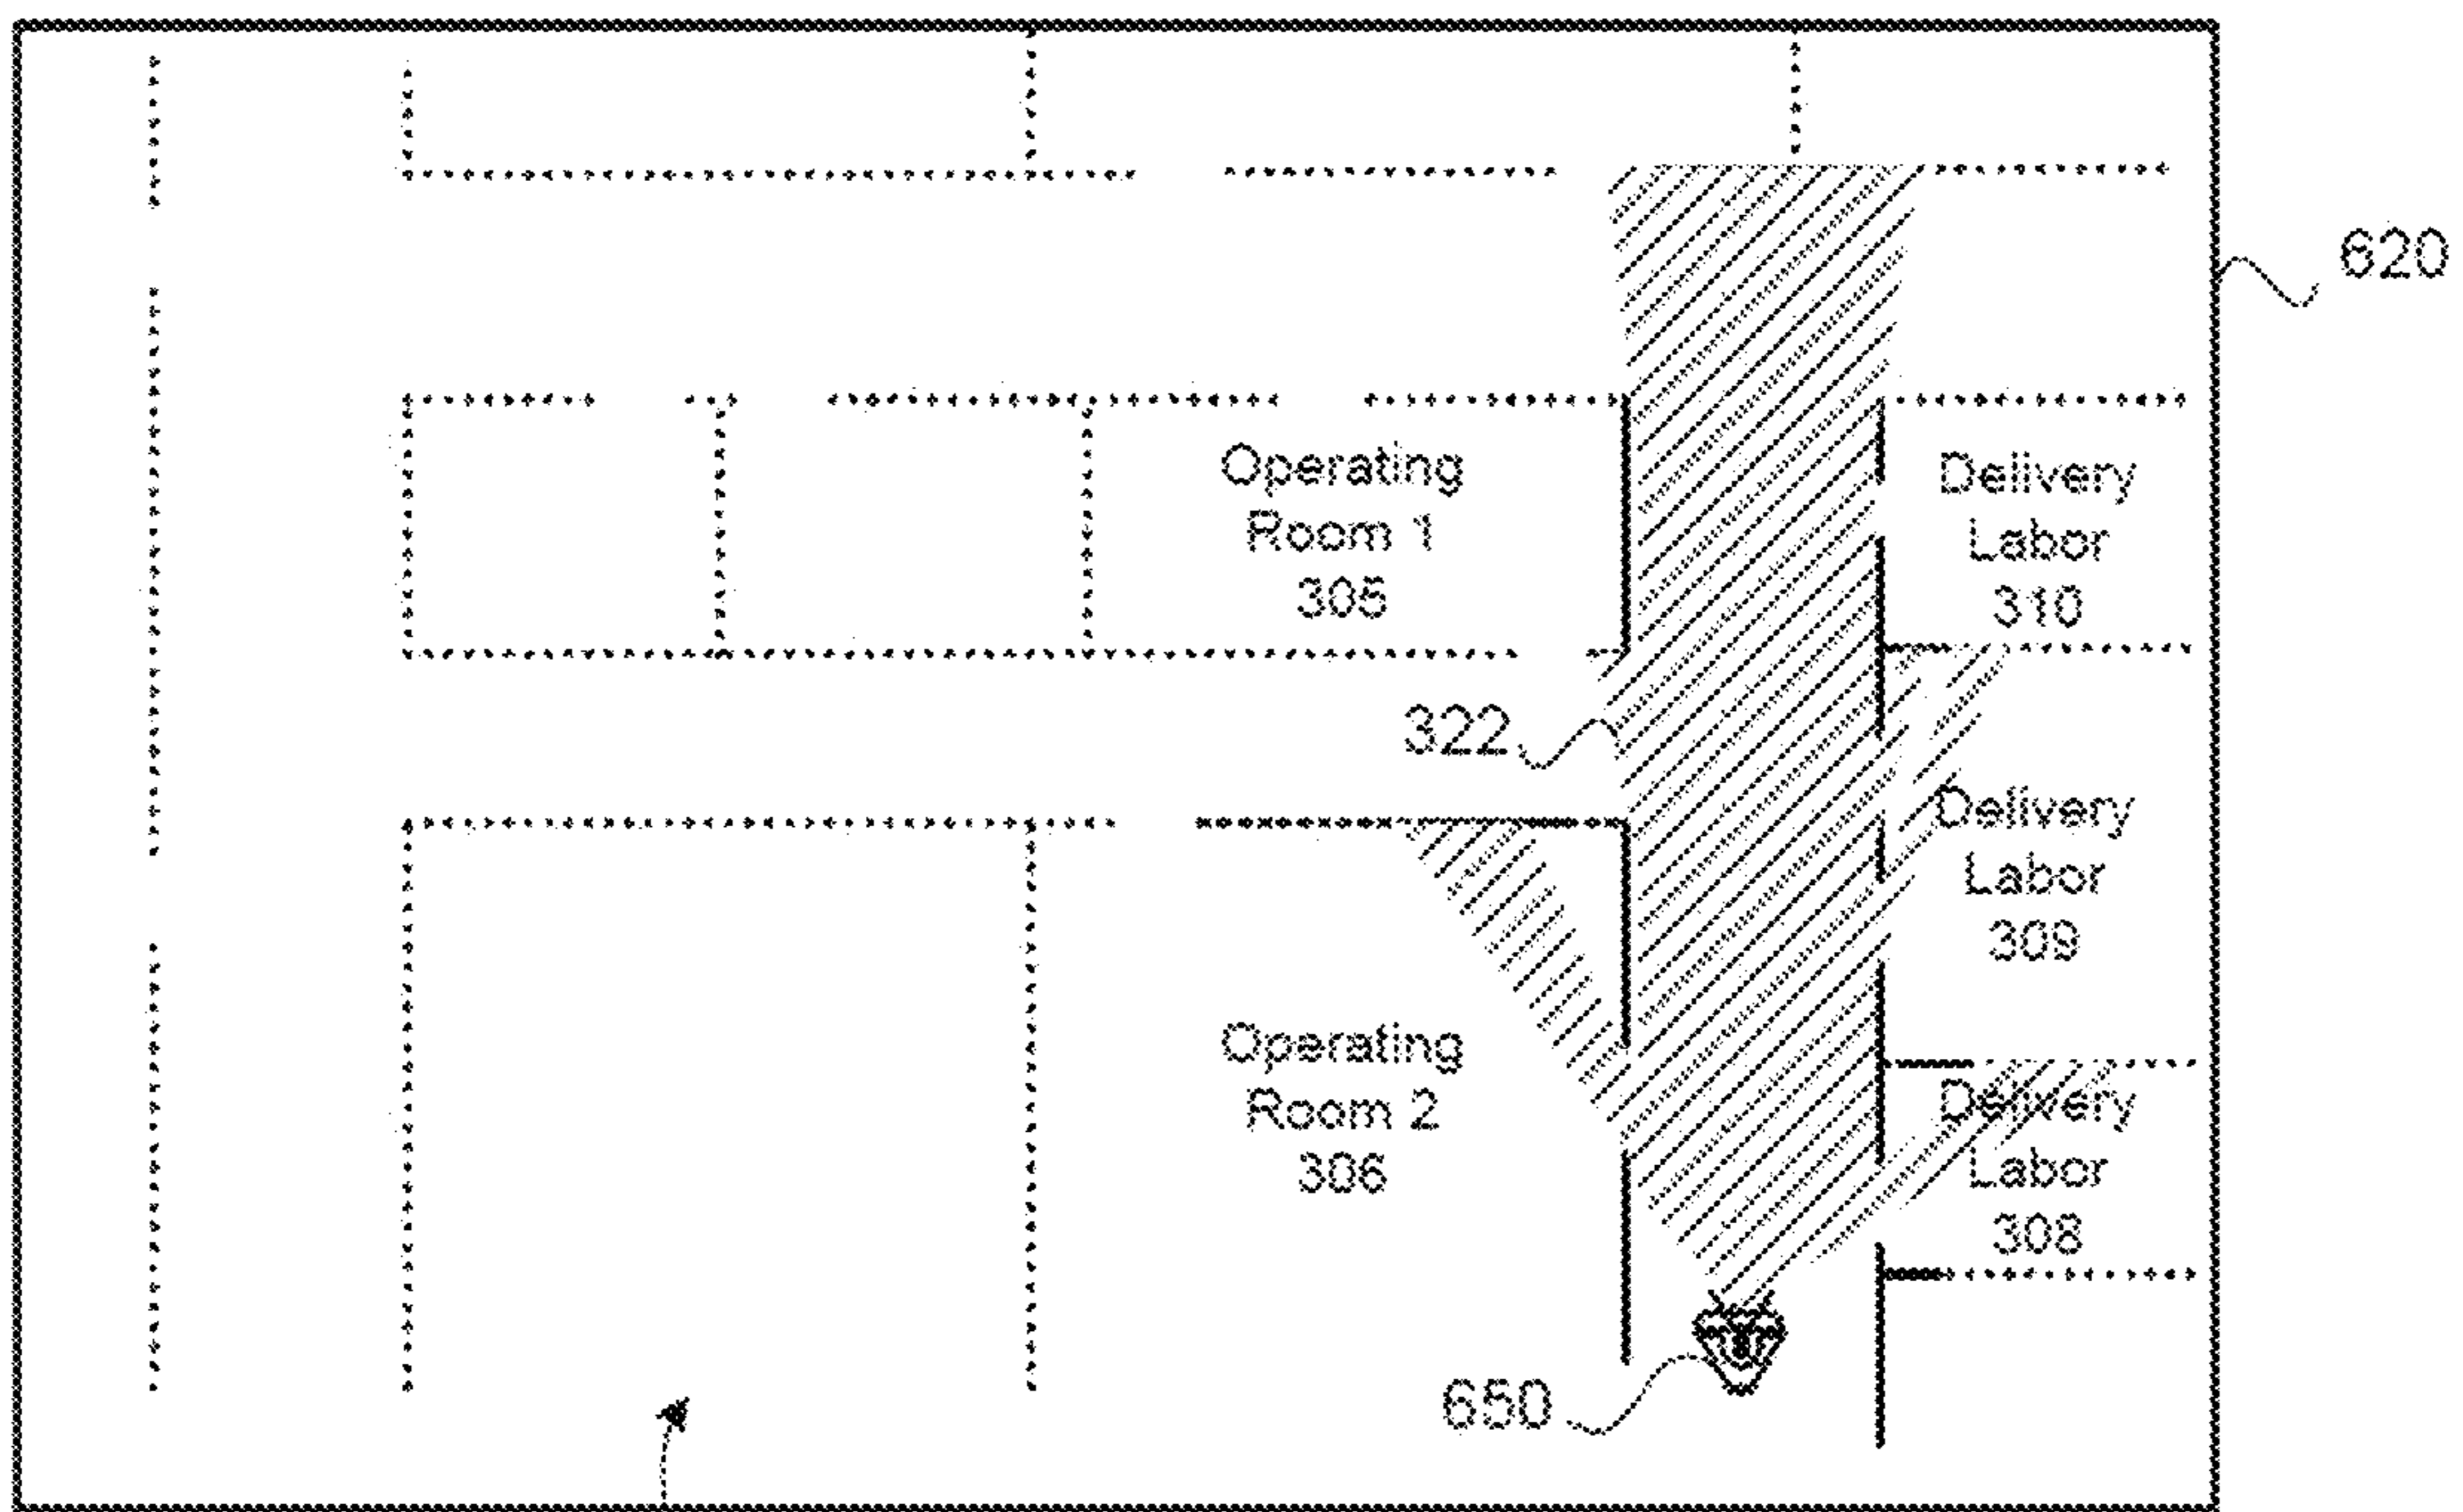 620
Operating
Room 1
305
Delivery
Labor
310
322
Delivery
Labor
309
Operating
Room 2
306
Delivery
Labor
308
650